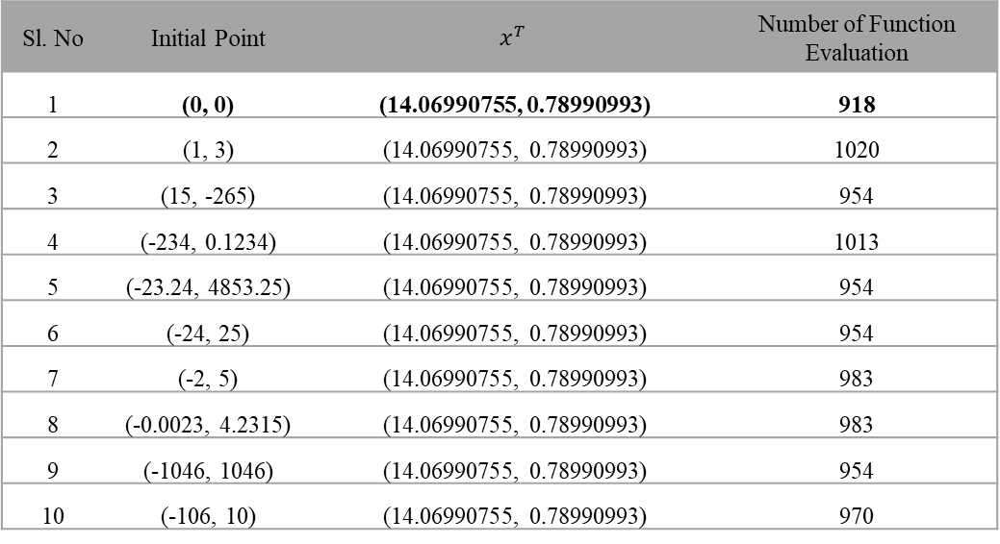 Sl. No Initial Point x^T Number of Function
Evaluation
1 (0, 0) (14.06990755, 0.78990993) 918
2 (1, 3) (14.06990755, 0.78990993) 1020
3 (15, -265) (14.06990755, 0.78990993) 954
4 (-234, 0.1234) (14.06990755, 0.78990993) 1013
5 (-23.24, 4853.25) (14.06990755, 0.78990993) 954
6 (-24, 25) (14.06990755, 0.78990993) 954
7 (-2, 5) (14.06990755, 0.78990993) 983
8 (-0.0023, 4.2315) (14.06990755, 0.78990993) 983
9 (-1046, 1046) (14.06990755, 0.78990993) 954
10 (-106, 10) (14.06990755, 0.78990993) 970